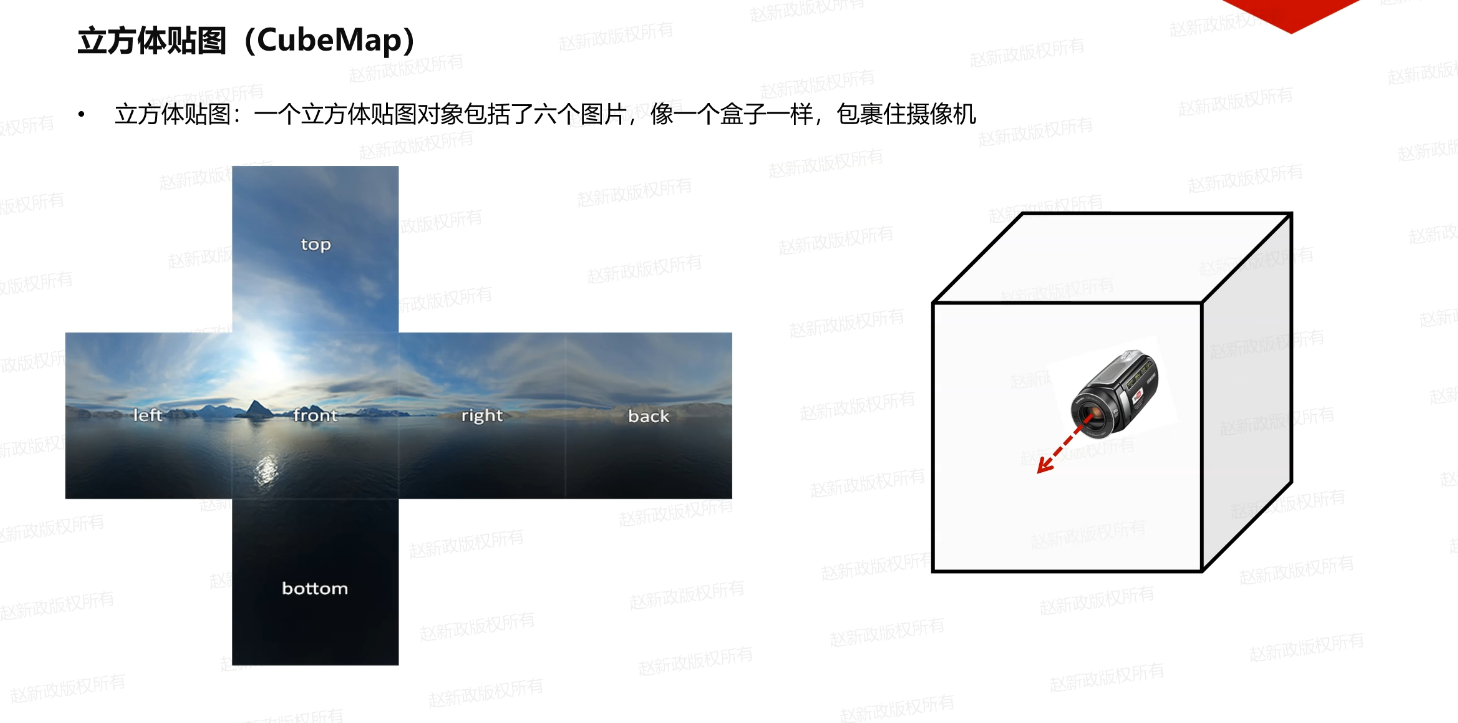 立方体贴图（CubeMap）
• 立方体贴图：一个立方体贴图对象包括了六个图片，像一个盒子一样，包裹住摄像机
top
left front right back
bottom
赵新政版权所有